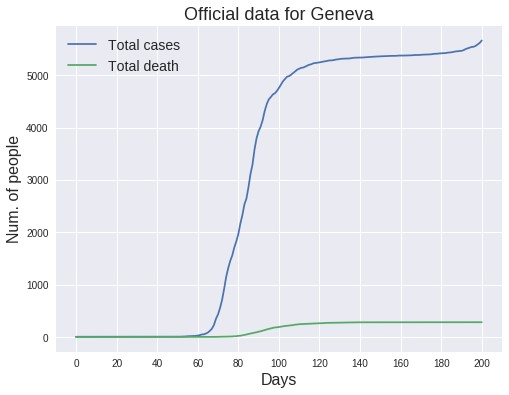 Official data for Geneva
Total cases
Total death
Num. of people
5000
4000
3000
2000
1000
0
0 20 40 60 80 100 120 140 160 180 200
Days